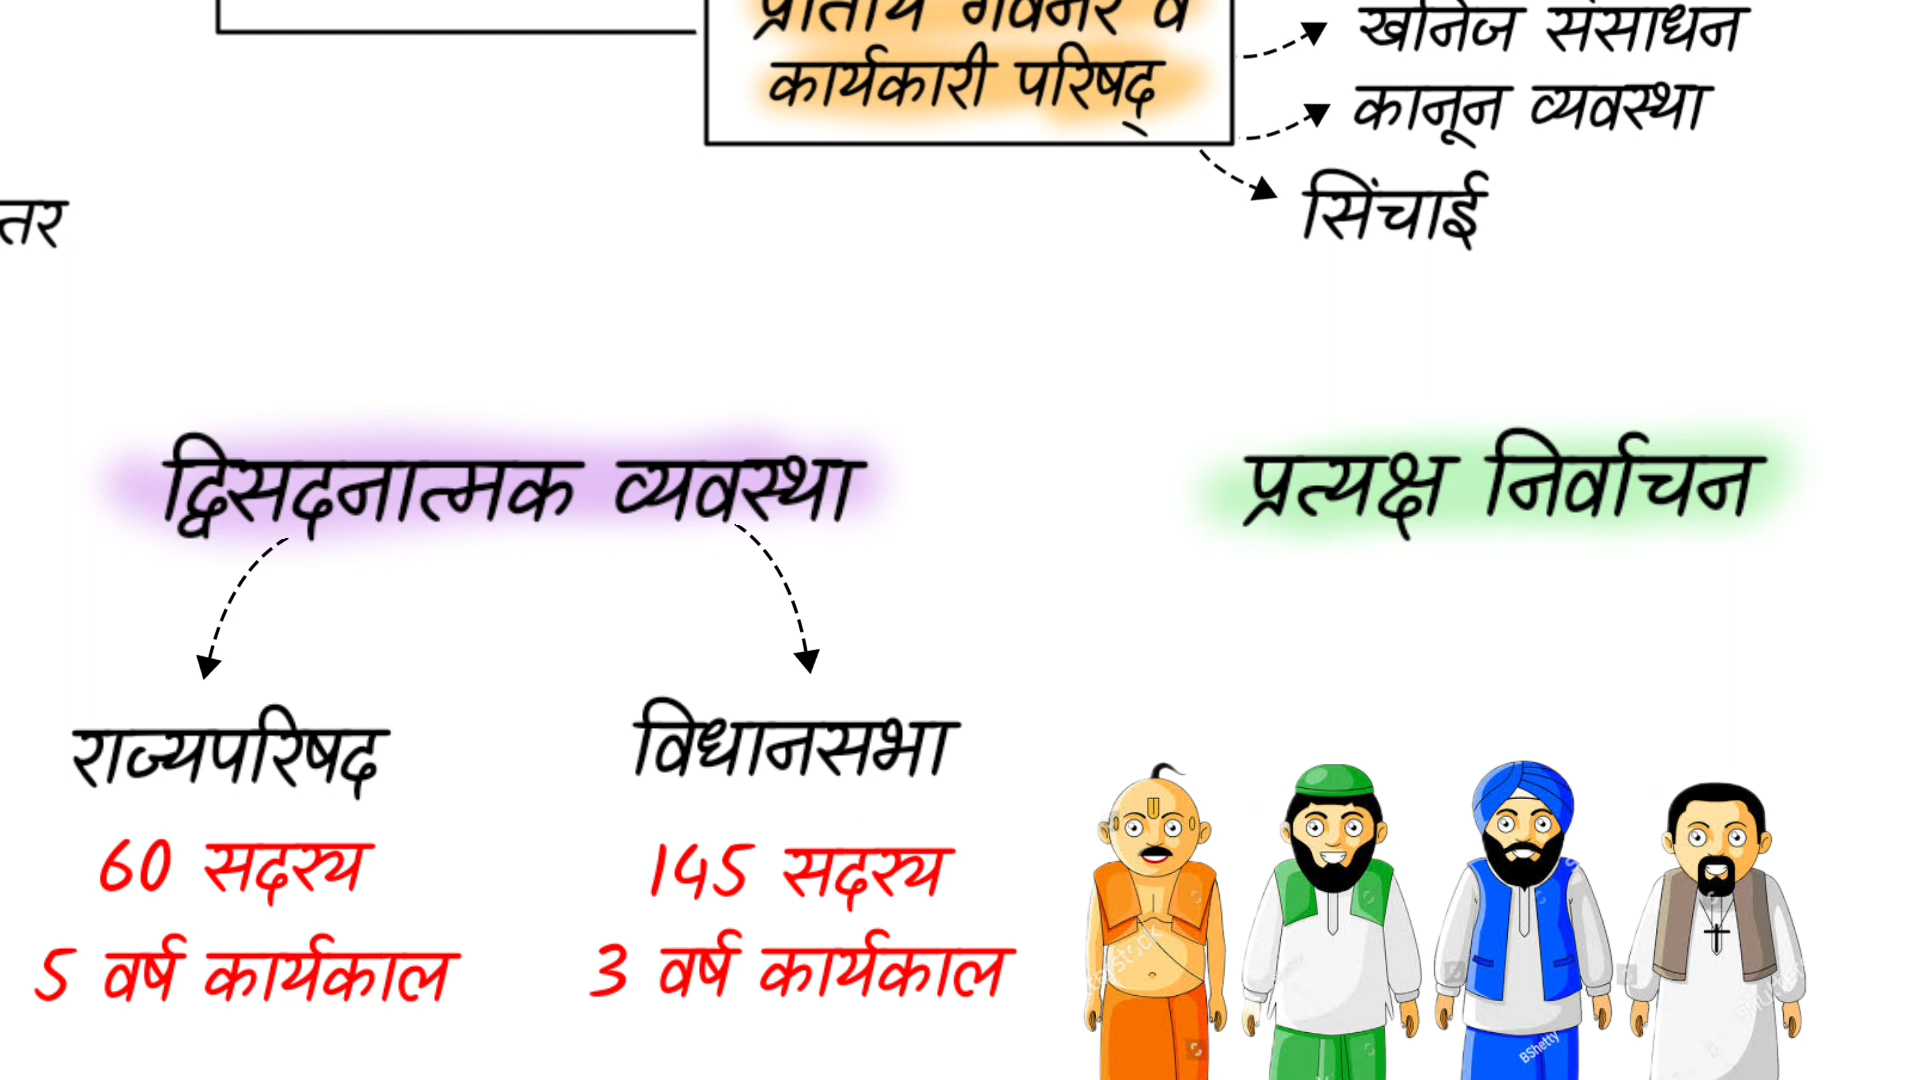 प्रांतीय गवर्नर व
कार्यकारी परिषद्
खनिज संसाधन
कानून व्यवस्था
सिंचाई
तर
द्विसदनात्मक व्यवस्था
प्रत्यक्ष निर्वाचन
राज्यपरिषद
विधानसभा
60 सदस्य
145 सदस्य
5 वर्ष कार्यकाल
3 वर्ष कार्यकाल
BShetty